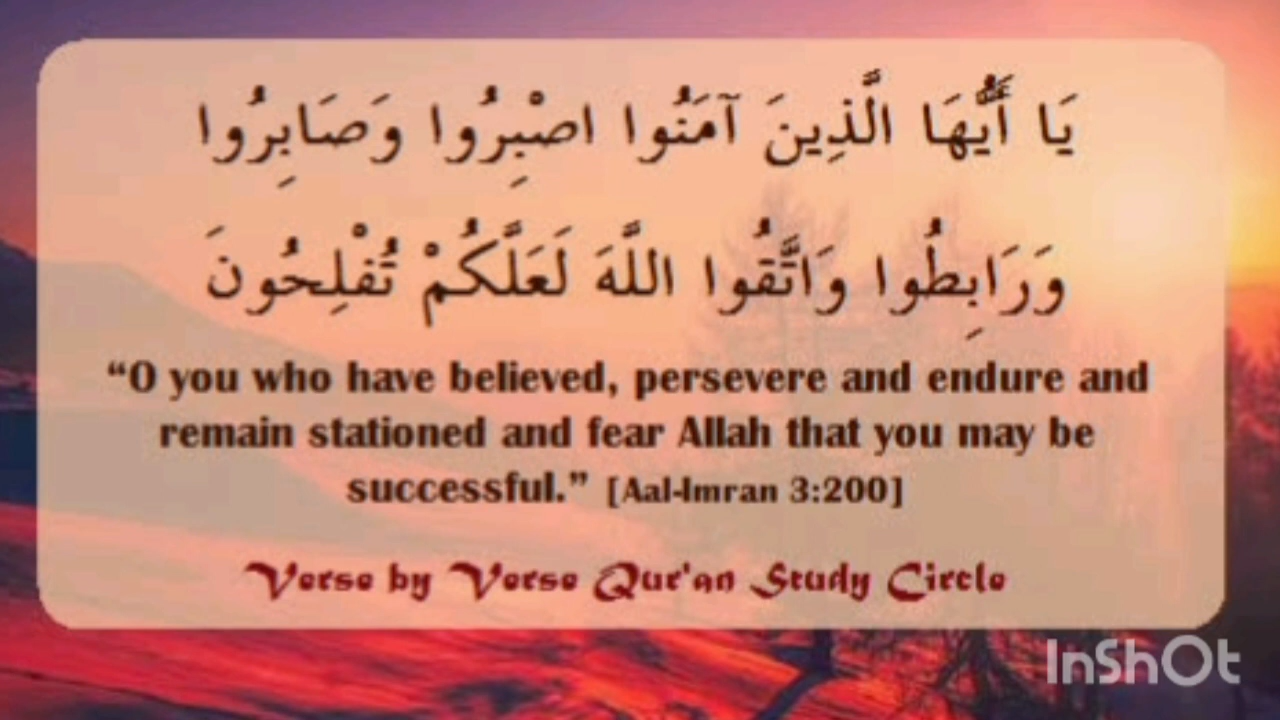 يَا أَيُّهَا الَّذِينَ آمَنُوا اصْبِرُوا وَصَابِرُوا
وَرَابِطُوا وَاتَّقُوا اللَّهَ لَعَلَّكُمْ تُفْلِحُونَ
“O you who have believed, persevere and endure and
remain stationed and fear Allah that you may be
successful.” [Aal-Imran 3:200]
Verse by Verse Qur'an Study Circle
InShOt